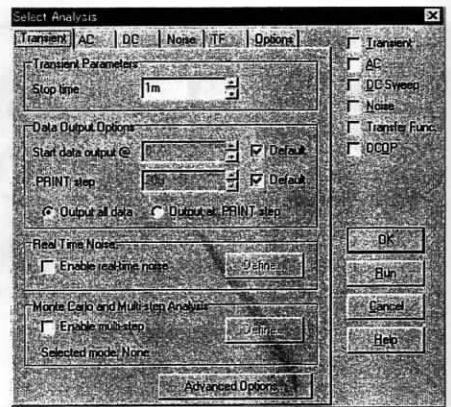 Select Analysis
Transient AC DC Noise TF Options
Transient Parameters
Stop time 1m
Data Output Options
Start data output @ Default
.PRINT step Default
Output all data Output at .PRINT step
Real Time Noise
Enable real-time noise Define...
Monte Carlo and Multi-step Analysis
Enable multi-step Define...
Selected mode: None
Advanced Options...
Transient
AC
DC Sweep
Noise
Transfer Func.
DCOP
OK
Run
Cancel
Help